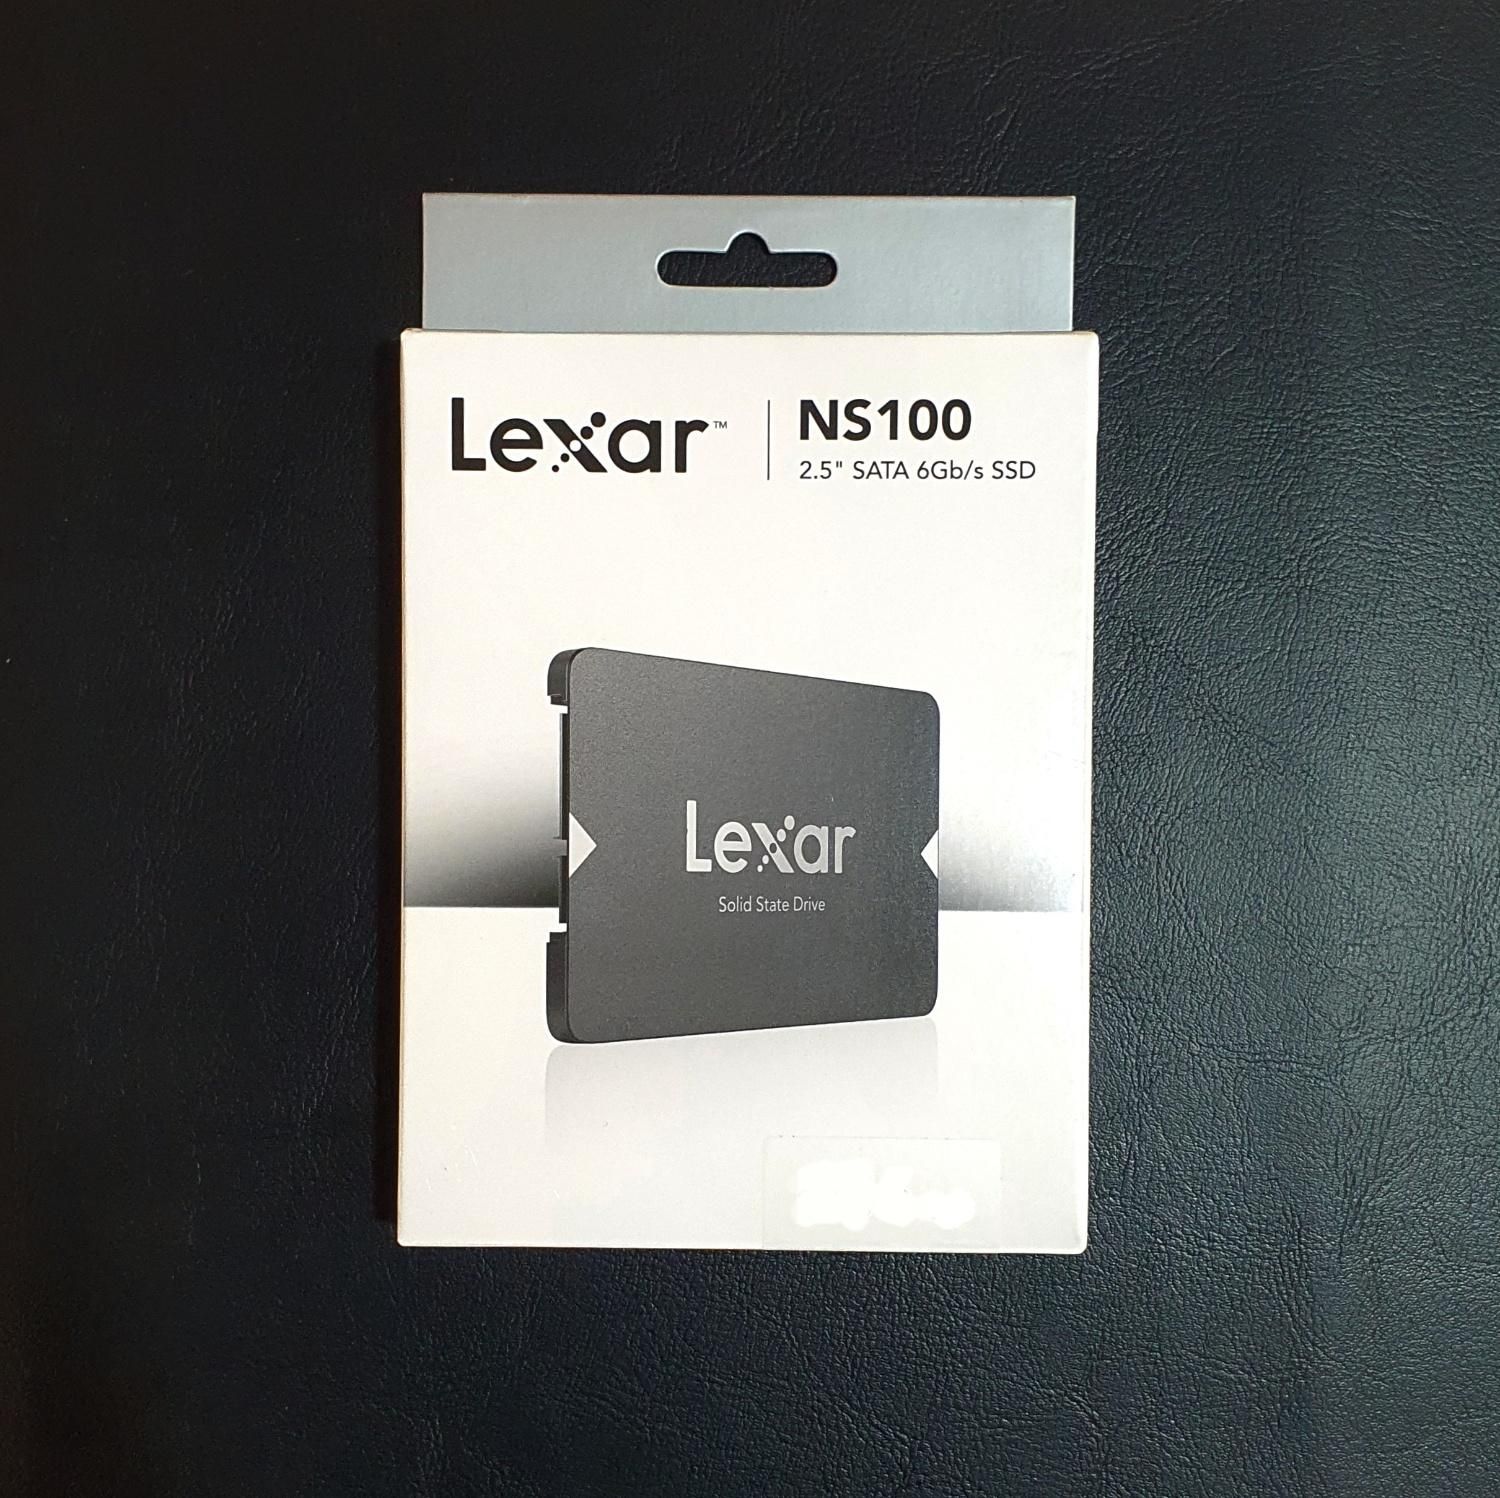 Lexar™
NS100
2.5" SATA 6Gb/s SSD
Lexar
Solid State Drive